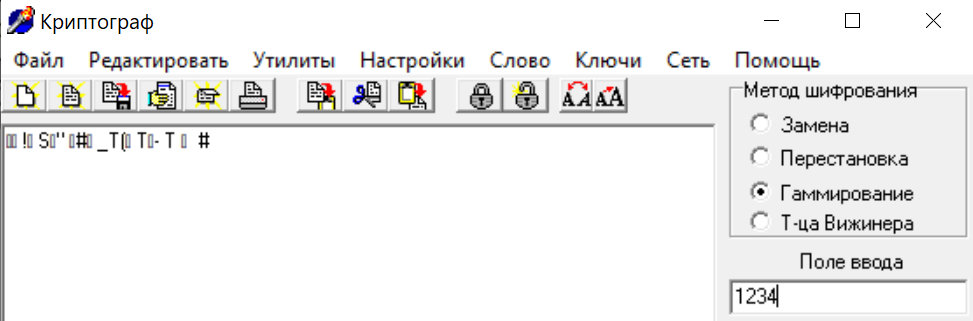 Криптограф
Файл Редактировать Утилиты Настройки Слово Ключи Сеть Помощь
Метод шифрования
Замена
Перестановка
Гаммирование
Т-ца Вижинера
Поле ввода
1234